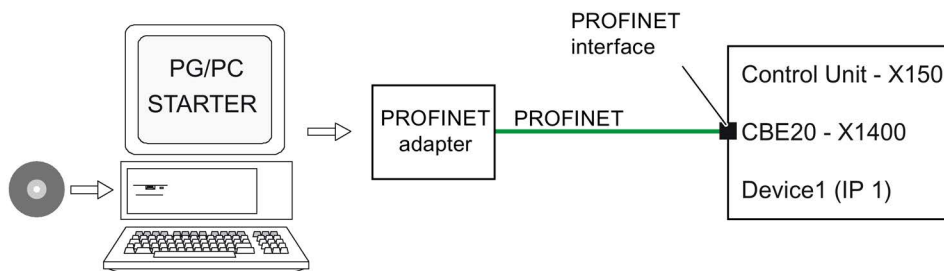 PG/PC
STARTER
PROFINET
adapter
PROFINET
PROFINET
interface
Control Unit - X150
CBE20 - X1400
Device1 (IP 1)